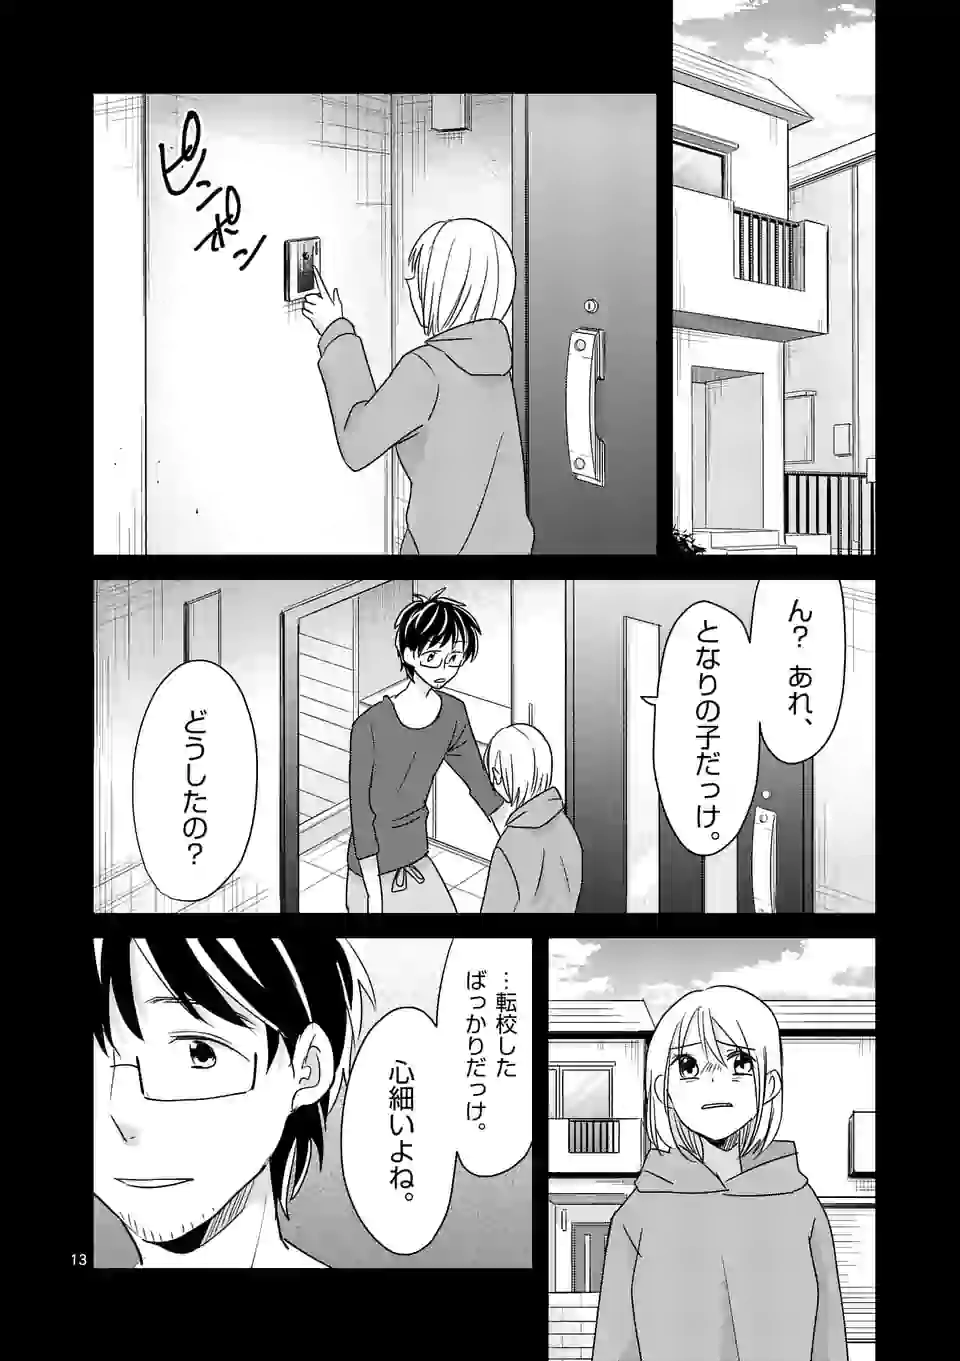 ピンポン
ん？あれ、
となりの子だっけ。
どうしたの？
…転校した
ばっかりだっけ。
心細いよね。
13